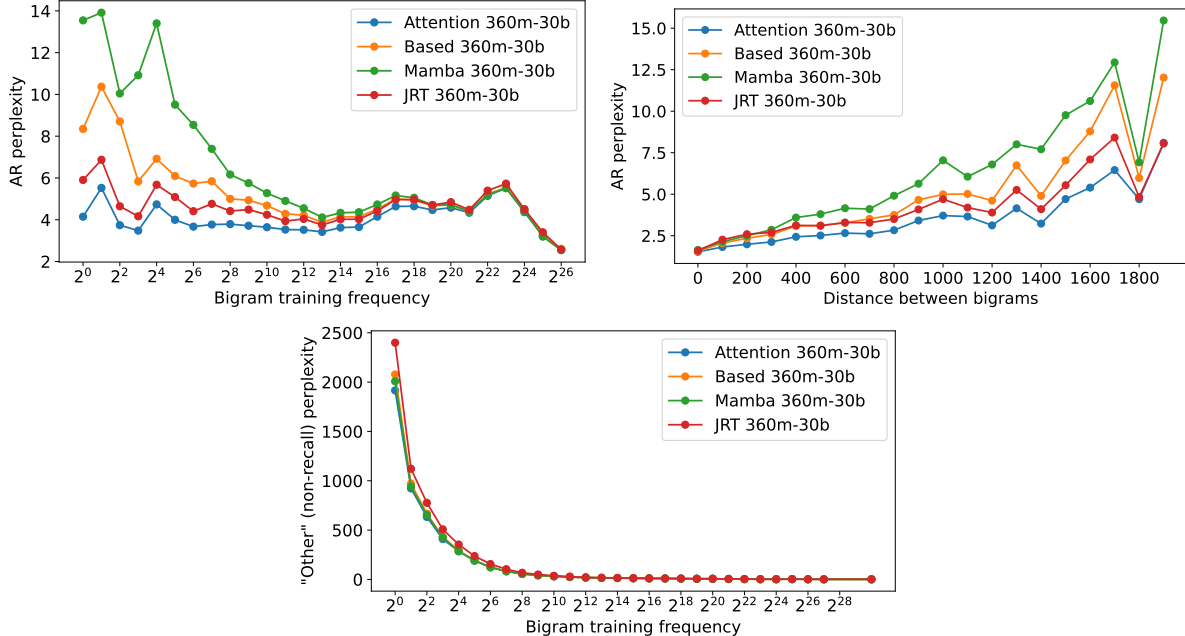 14
12
10
8
6
4
2
AR perplexity
Attention 360m-30b
Based 360m-30b
Mamba 360m-30b
JRT 360m-30b
2^0 2^2 2^4 2^6 2^8 2^10 2^12 2^14 2^16 2^18 2^20 2^22 2^24 2^26
Bigram training frequency
15.0
12.5
10.0
7.5
5.0
2.5
AR perplexity
Attention 360m-30b
Based 360m-30b
Mamba 360m-30b
JRT 360m-30b
0 200 400 600 800 1000 1200 1400 1600 1800
Distance between bigrams
2500
2000
1500
1000
500
0
"Other" (non-recall) perplexity
Attention 360m-30b
Based 360m-30b
Mamba 360m-30b
JRT 360m-30b
2^0 2^2 2^4 2^6 2^8 2^10 2^12 2^14 2^16 2^18 2^20 2^22 2^24 2^26 2^28
Bigram training frequency